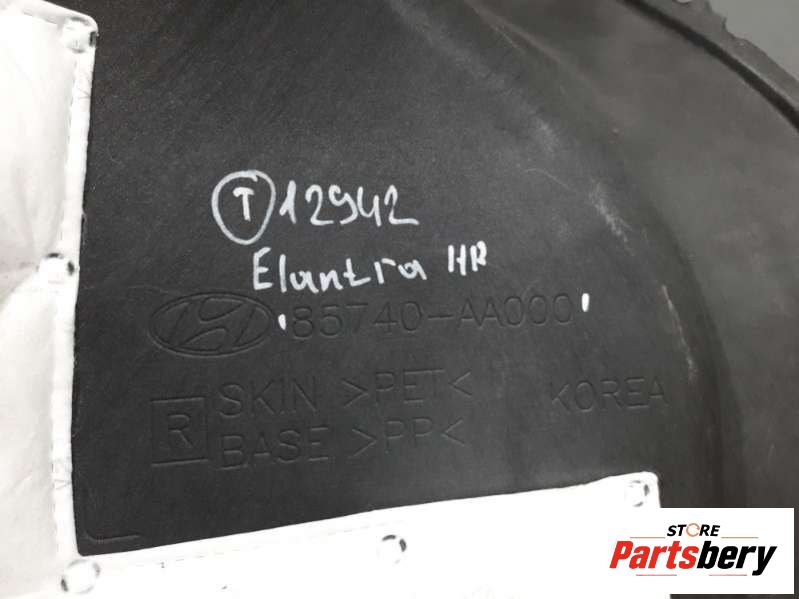 T 12942
Elantra HR
85740-AA000
R SKIN >PET< KOREA
BASE >PP<
STORE
Partsbery